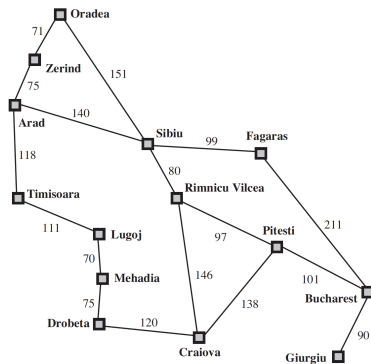 Oradea
71
Zerind
151
75
Arad
140
Sibiu
99
Fagaras
118
80
Timisoara
Rimnicu Vilcea
111
Lugoj
97
Pitesti
211
70
Mehadia
146
101
75
138
Bucharest
Drobeta
120
90
Craiova
Giurgiu